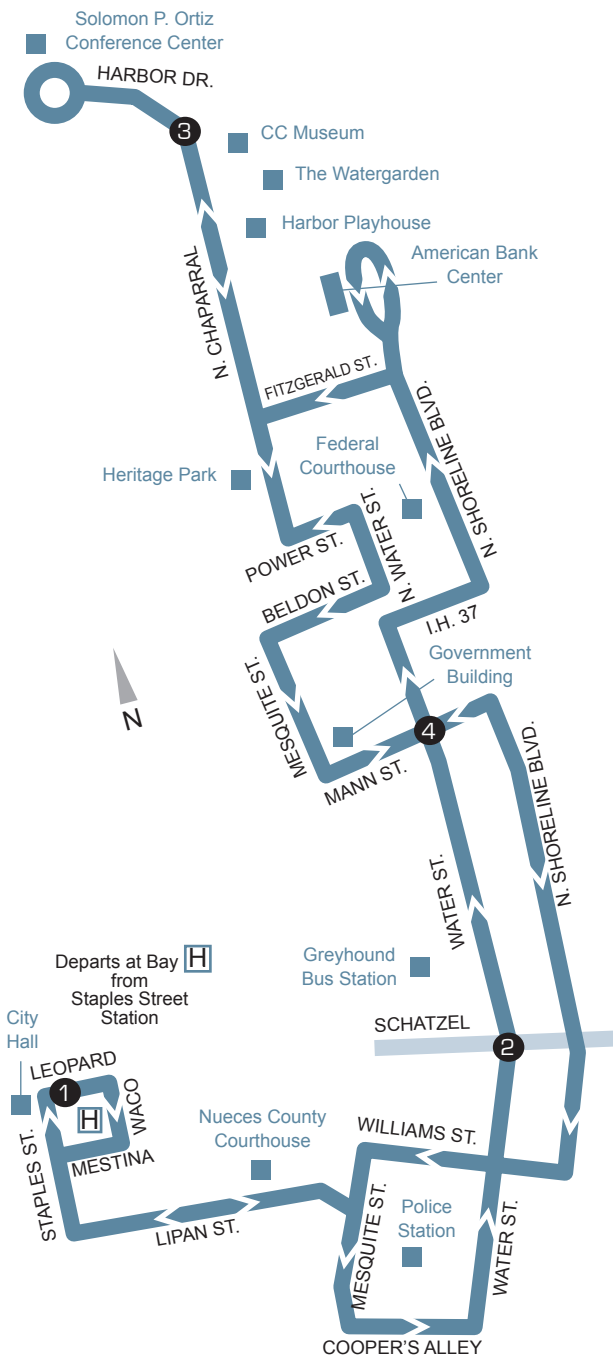 Solomon P. Ortiz
Conference Center
HARBOR DR.
3
CC Museum
The Watergarden
Harbor Playhouse
American Bank
Center
N. CHAPARRAL
FITZGERALD ST.
N. SHORELINE BLVD.
Federal
Courthouse
Heritage Park
N. WATER ST.
POWER ST.
BELDON ST.
I.H. 37
Government
Building
MESQUITE ST.
N
4
MANN ST.
N. SHORELINE BLVD.
WATER ST.
Departs at Bay H
from
Staples Street
Station
Greyhound
Bus Station
SCHATZEL
2
City
Hall
LEOPARD
1
H
WACO
MESTINA
STAPLES ST.
Nueces County
Courthouse
WILLIAMS ST.
LIPAN ST.
MESQUITE ST.
Police
Station
WATER ST.
COOPER'S ALLEY